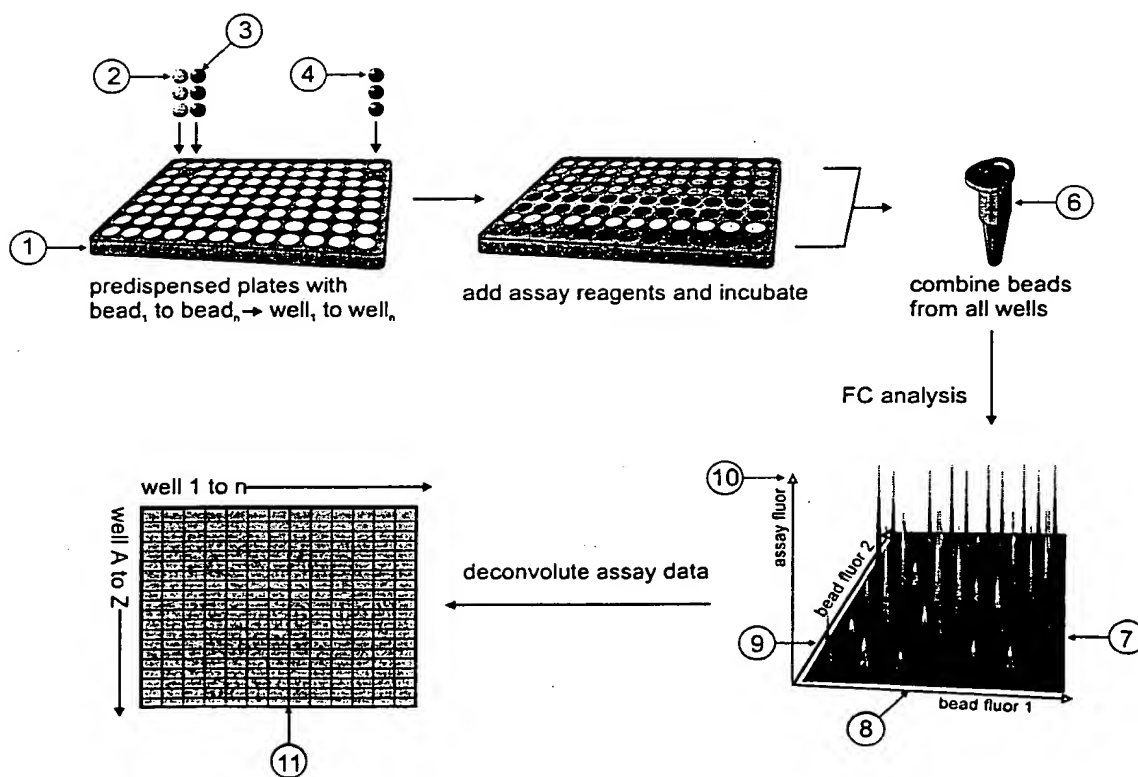 2
3
4
1
6
predispensed plates with
bead₁ to beadₙ→ well₁ to wellₙ
add assay reagents and incubate
combine beads
from all wells
FC analysis
10
well 1 to n
assay fluor
bead fluor 2
well A to Z
deconvolute assay data
9
7
bead fluor 1
8
11